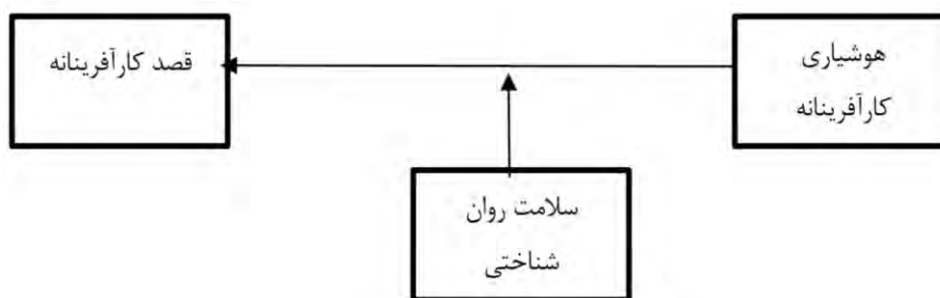 هوشیاری
کارآفرینانه
قصد کارآفرینانه
سلامت روان
شناختی